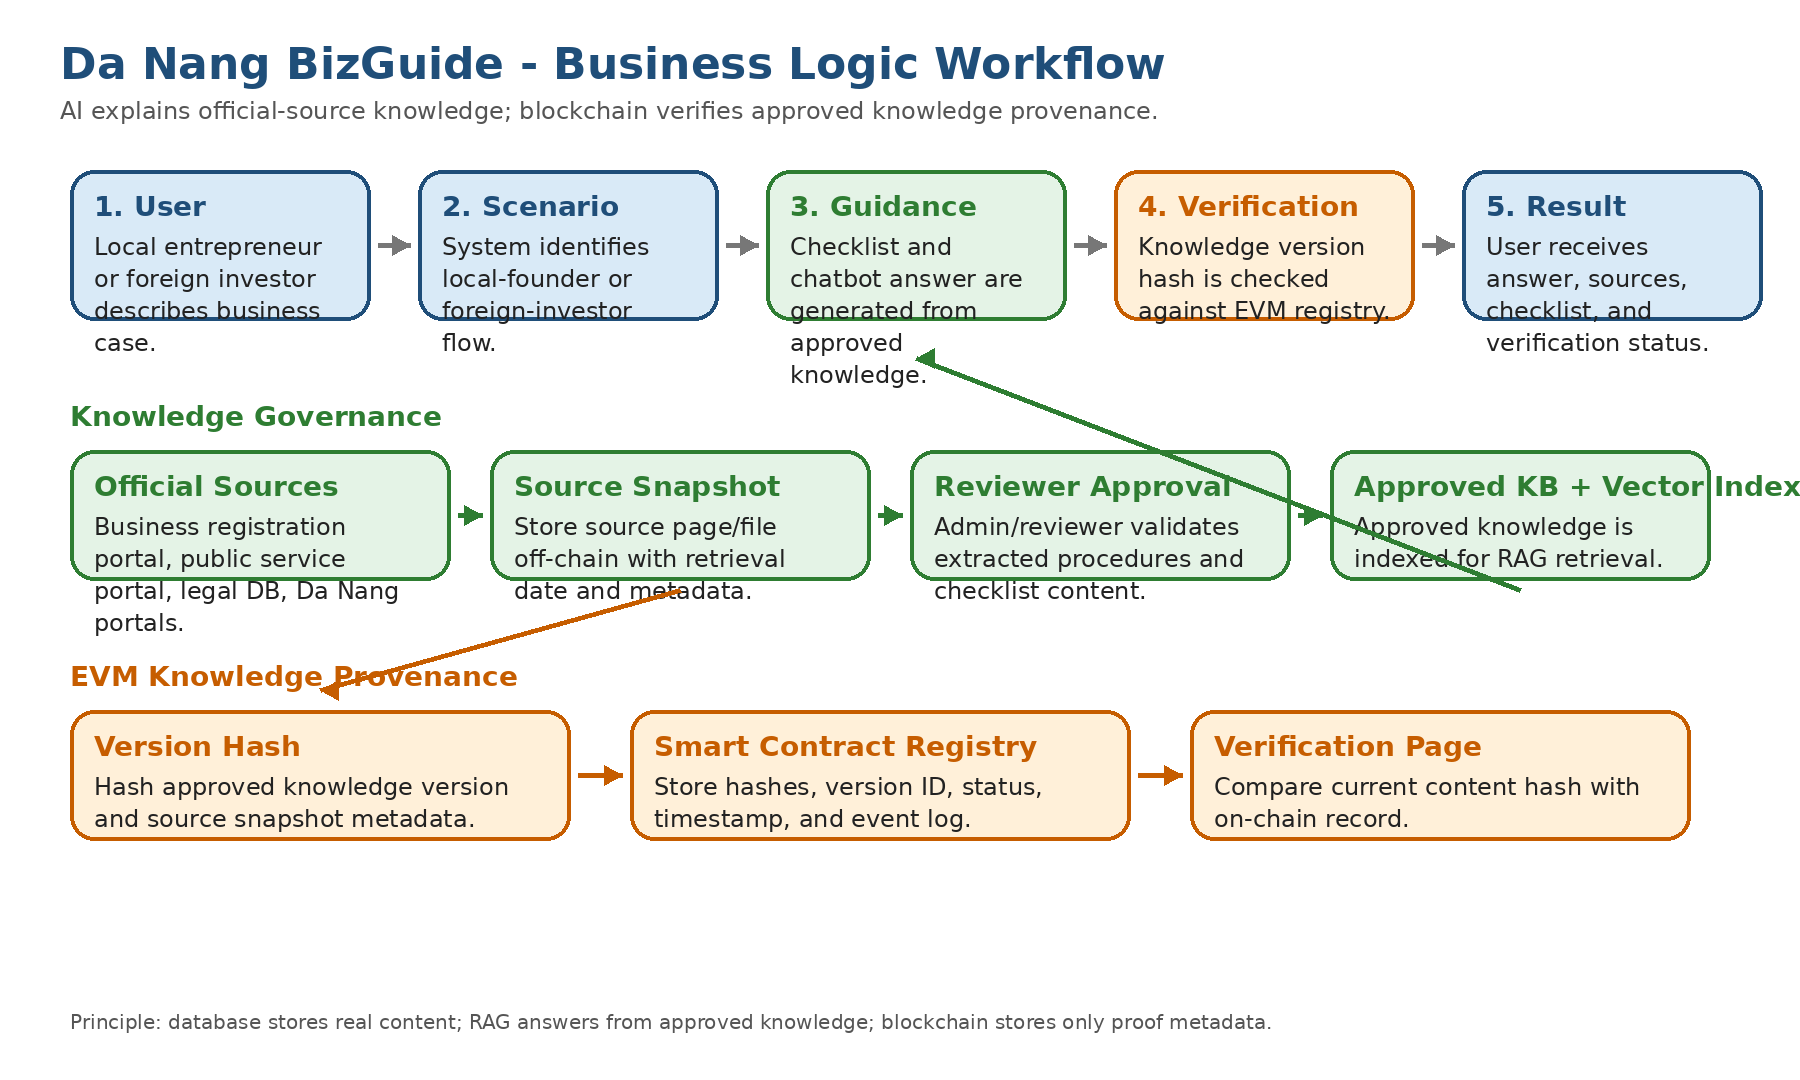 Da Nang BizGuide - Business Logic Workflow
AI explains official-source knowledge; blockchain verifies approved knowledge provenance.
1. User
Local entrepreneur
or foreign investor
describes business
case.
2. Scenario
System identifies
local-founder or
foreign-investor
flow.
3. Guidance
Checklist and
chatbot answer are
generated from
approved
knowledge.
4. Verification
Knowledge version
hash is checked
against EVM registry.
5. Result
User receives
answer, sources,
checklist, and
verification status.
Knowledge Governance
Official Sources
Business registration
portal, public service
portal, legal DB, Da Nang
portals.
Source Snapshot
Store source page/file
off-chain with retrieval
date and metadata.
Reviewer Approval
Admin/reviewer validates
extracted procedures and
checklist content.
Approved KB + Vector Index
Approved knowledge is
indexed for RAG retrieval.
EVM Knowledge Provenance
Version Hash
Hash approved knowledge version
and source snapshot metadata.
Smart Contract Registry
Store hashes, version ID, status,
timestamp, and event log.
Verification Page
Compare current content hash with
on-chain record.
Principle: database stores real content; RAG answers from approved knowledge; blockchain stores only proof metadata.